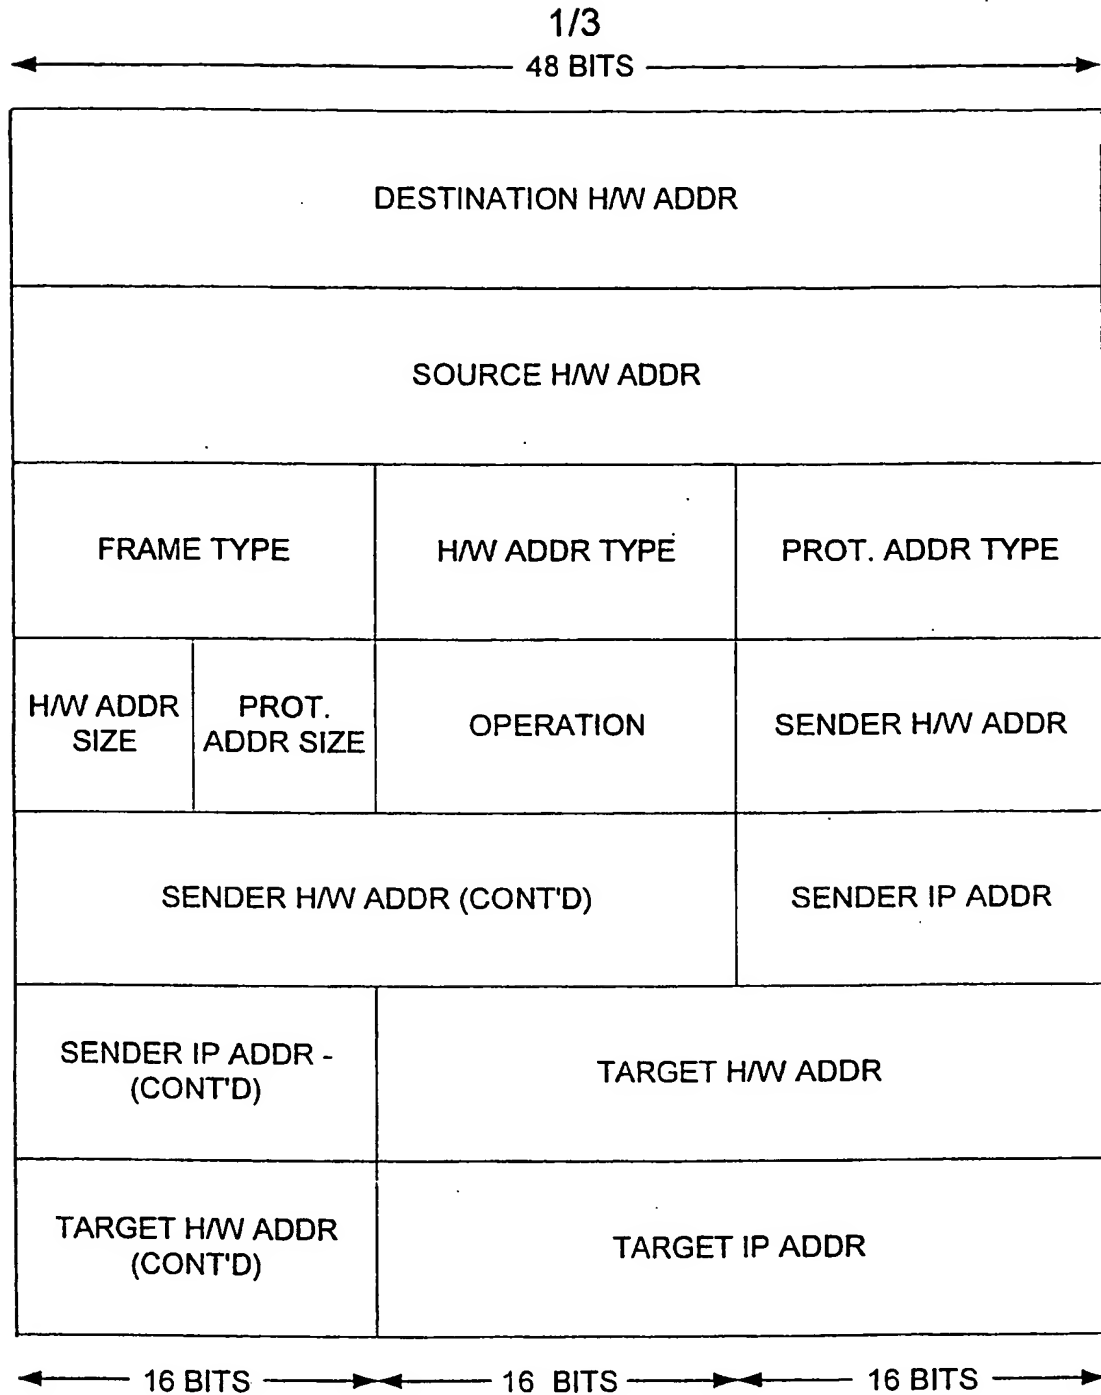 1/3
48 BITS
DESTINATION H/W ADDR
SOURCE H/W ADDR
FRAME TYPE
H/W ADDR TYPE
PROT. ADDR TYPE
H/W ADDR
SIZE
PROT.
ADDR SIZE
OPERATION
SENDER H/W ADDR
SENDER H/W ADDR (CONT'D)
SENDER IP ADDR
SENDER IP ADDR -
(CONT'D)
TARGET H/W ADDR
TARGET H/W ADDR
(CONT'D)
TARGET IP ADDR
16 BITS
16 BITS
16 BITS